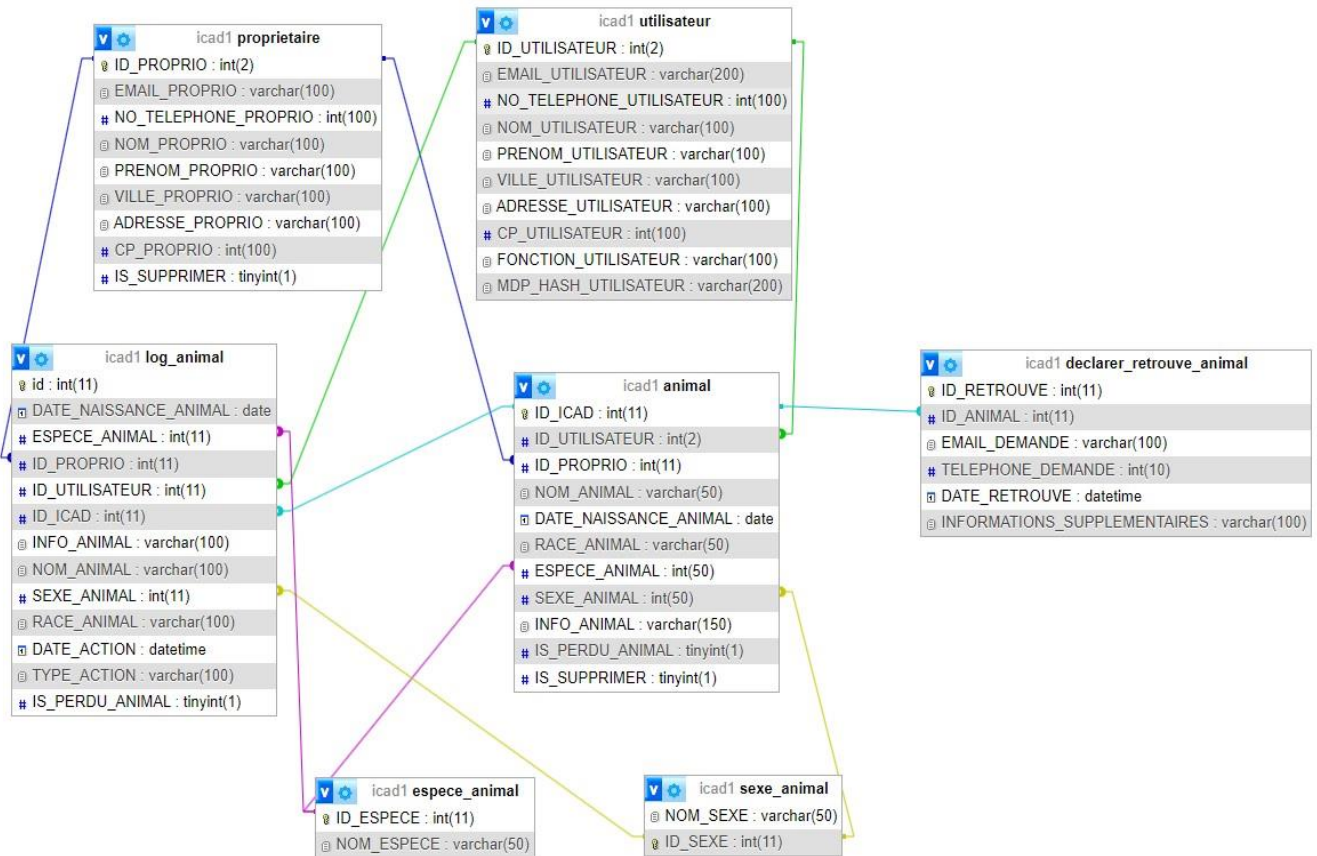 icad1 proprietaire
ID_PROPRIO : int(2)
EMAIL_PROPRIO : varchar(100)
NO_TELEPHONE_PROPRIO : int(100)
NOM_PROPRIO : varchar(100)
PRENOM_PROPRIO : varchar(100)
VILLE_PROPRIO : varchar(100)
ADRESSE_PROPRIO : varchar(100)
CP_PROPRIO : int(100)
IS_SUPPRIMER : tinyint(1)
icad1 utilisateur
ID_UTILISATEUR : int(2)
EMAIL_UTILISATEUR : varchar(200)
NO_TELEPHONE_UTILISATEUR : int(100)
NOM_UTILISATEUR : varchar(100)
PRENOM_UTILISATEUR : varchar(100)
VILLE_UTILISATEUR : varchar(100)
ADRESSE_UTILISATEUR : varchar(100)
CP_UTILISATEUR : int(100)
FONCTION_UTILISATEUR : varchar(100)
MDP_HASH_UTILISATEUR : varchar(200)
icad1 log_animal
id : int(11)
DATE_NAISSANCE_ANIMAL : date
ESPECE_ANIMAL : int(11)
ID_PROPRIO : int(11)
ID_UTILISATEUR : int(11)
ID_ICAD : int(11)
INFO_ANIMAL : varchar(100)
NOM_ANIMAL : varchar(100)
SEXE_ANIMAL : int(11)
RACE_ANIMAL : varchar(100)
DATE_ACTION : datetime
TYPE_ACTION : varchar(100)
IS_PERDU_ANIMAL : tinyint(1)
icad1 animal
ID_ICAD : int(11)
ID_UTILISATEUR : int(2)
ID_PROPRIO : int(11)
NOM_ANIMAL : varchar(50)
DATE_NAISSANCE_ANIMAL : date
RACE_ANIMAL : varchar(50)
ESPECE_ANIMAL : int(50)
SEXE_ANIMAL : int(50)
INFO_ANIMAL : varchar(150)
IS_PERDU_ANIMAL : tinyint(1)
IS_SUPPRIMER : tinyint(1)
icad1 declarer_retrouve_animal
ID_RETROUVE : int(11)
ID_ANIMAL : int(11)
EMAIL_DEMANDE : varchar(100)
TELEPHONE_DEMANDE : int(10)
DATE_RETROUVE : datetime
INFORMATIONS_SUPPLEMENTAIRES : varchar(100)
icad1 espece_animal
ID_ESPECE : int(11)
NOM_ESPECE : varchar(50)
icad1 sexe_animal
NOM_SEXE : varchar(50)
ID_SEXE : int(11)